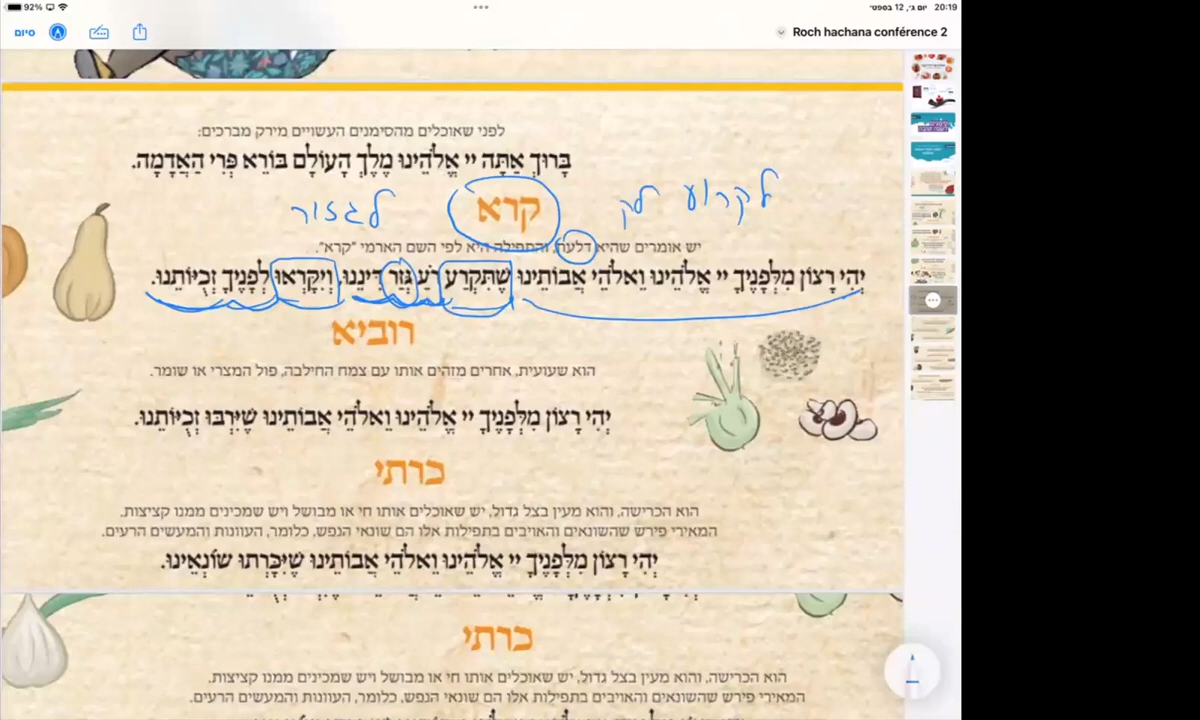 92% יום ג׳, 12 בספט׳ 20:19
סיום Roch hachana conférence 2
לפני שאוכלים מהסימנים העשויים מירק מברכים:
בָּרוּךְ אַתָּה יי אֱלֹהֵינוּ מֶלֶךְ הָעוֹלָם בּוֹרֵא פְּרִי הָאֲדָמָה.
לקרוע
קרא
לגזור
יש אומרים שהיא דלעת, והתפילה היא לפי השם הארמי "קרא".
יְהִי רָצוֹן מִלְּפָנֶיךָ יי אֱלֹהֵינוּ וֵאלֹהֵי אֲבוֹתֵינוּ שֶׁתִּקְרַע רֹעַ גְּזַר דִּינֵנוּ, וְיִקָּרְאוּ לְפָנֶיךָ זְכִיּוֹתֵנוּ.
רוביא
הוא שעועית, אחרים מזהים אותו עם צמח החילבה, פול המצרי או שומר.
יְהִי רָצוֹן מִלְּפָנֶיךָ יי אֱלֹהֵינוּ וֵאלֹהֵי אֲבוֹתֵינוּ שֶׁיִּרְבּוּ זְכִיּוֹתֵנוּ.
כרתי
הוא הכרישה, והוא מעין בצל גדול, יש שאוכלים אותו חי או מבושל ויש שמכינים ממנו קציצות.
המאירי פירש שהשונאים והאויבים בתפילות אלו הם שונאי הנפש, כלומר, העוונות והמעשים הרעים.
יְהִי רָצוֹן מִלְּפָנֶיךָ יי אֱלֹהֵינוּ וֵאלֹהֵי אֲבוֹתֵינוּ שֶׁיִּכָּרְתוּ שׂוֹנְאֵינוּ.
כרתי
הוא הכרישה, והוא מעין בצל גדול, יש שאוכלים אותו חי או מבושל ויש שמכינים ממנו קציצות.
המאירי פירש שהשונאים והאויבים בתפילות אלו הם שונאי הנפש, כלומר, העוונות והמעשים הרעים.